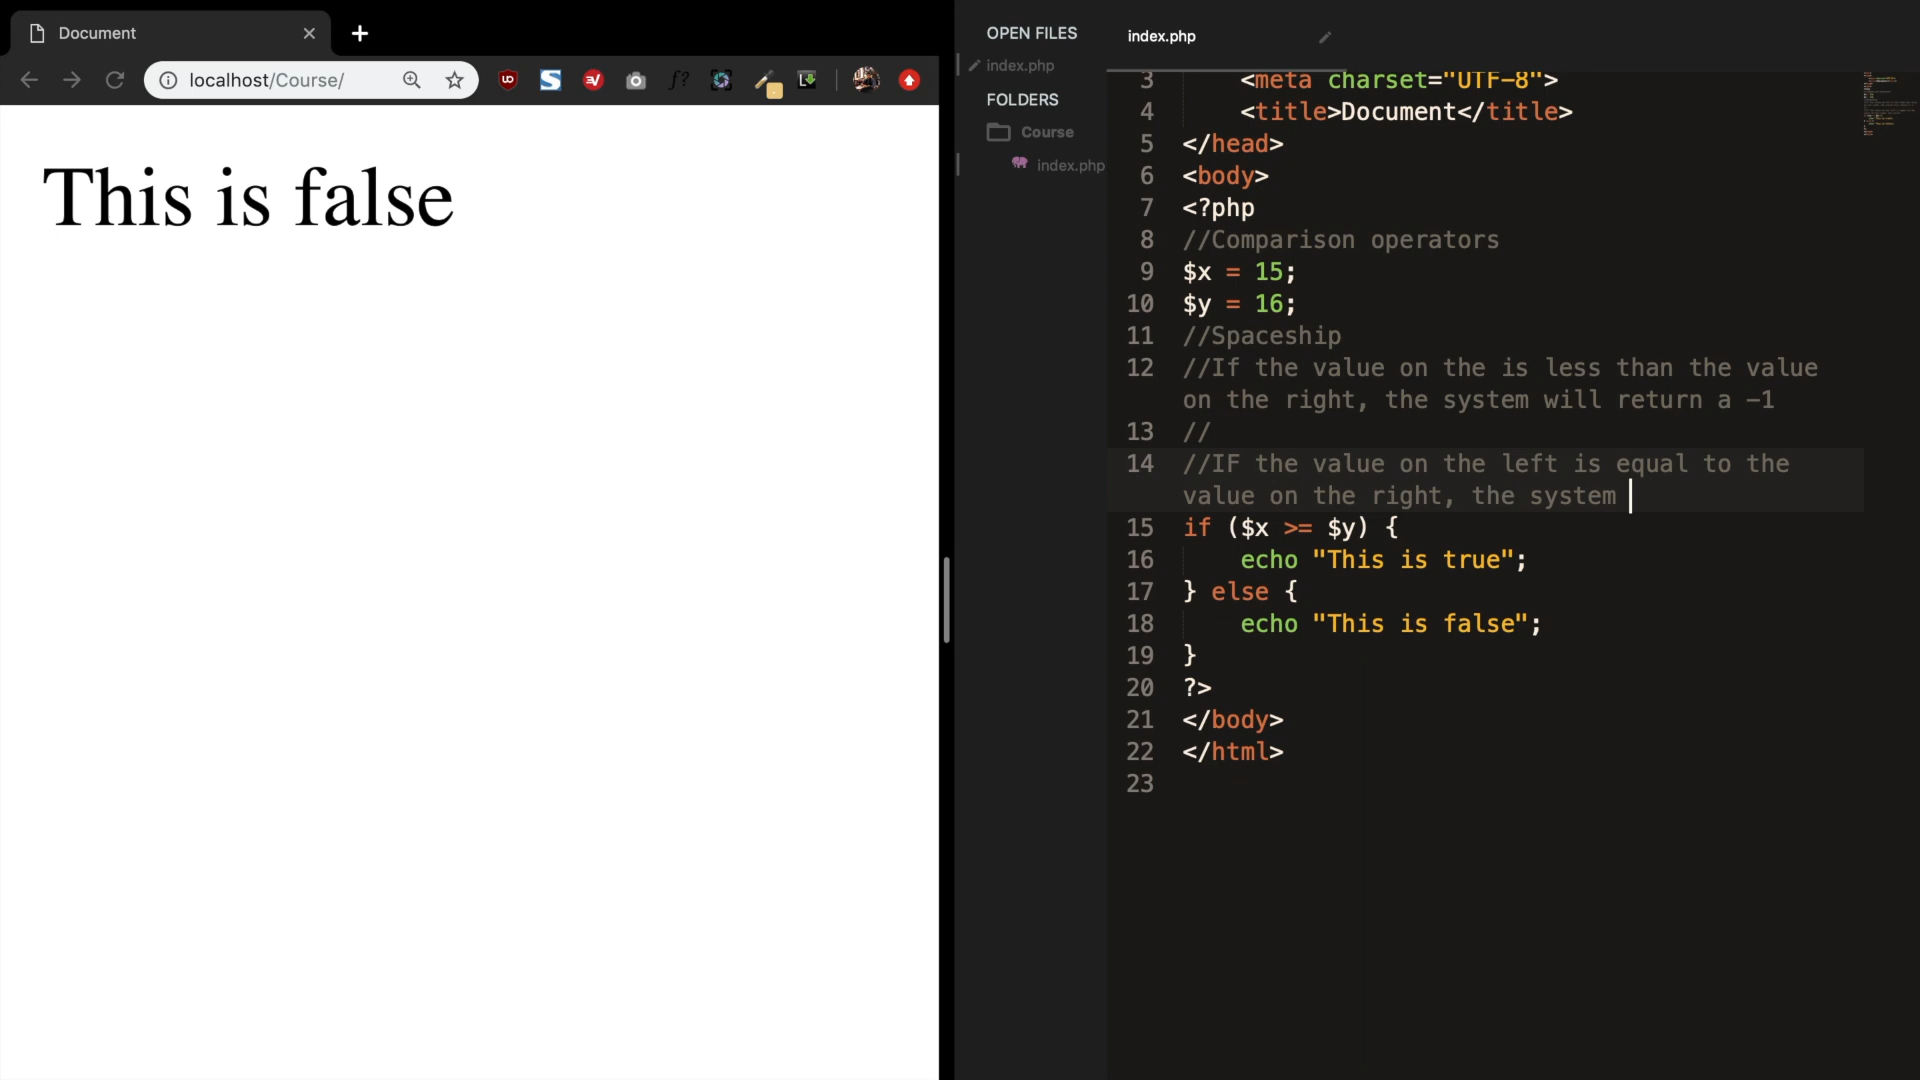 Document
localhost/Course/
This is false
OPEN FILES
index.php
FOLDERS
Course
index.php
index.php
3 <meta charset="UTF-8">
4 <title>Document</title>
5 </head>
6 <body>
7 <?php
8 //Comparison operators
9 $x = 15;
10 $y = 16;
11 //Spaceship
12 //If the value on the is less than the value
on the right, the system will return a -1
13 //
14 //IF the value on the left is equal to the
value on the right, the system
15 if ($x >= $y) {
16 echo "This is true";
17 } else {
18 echo "This is false";
19 }
20 ?>
21 </body>
22 </html>
23